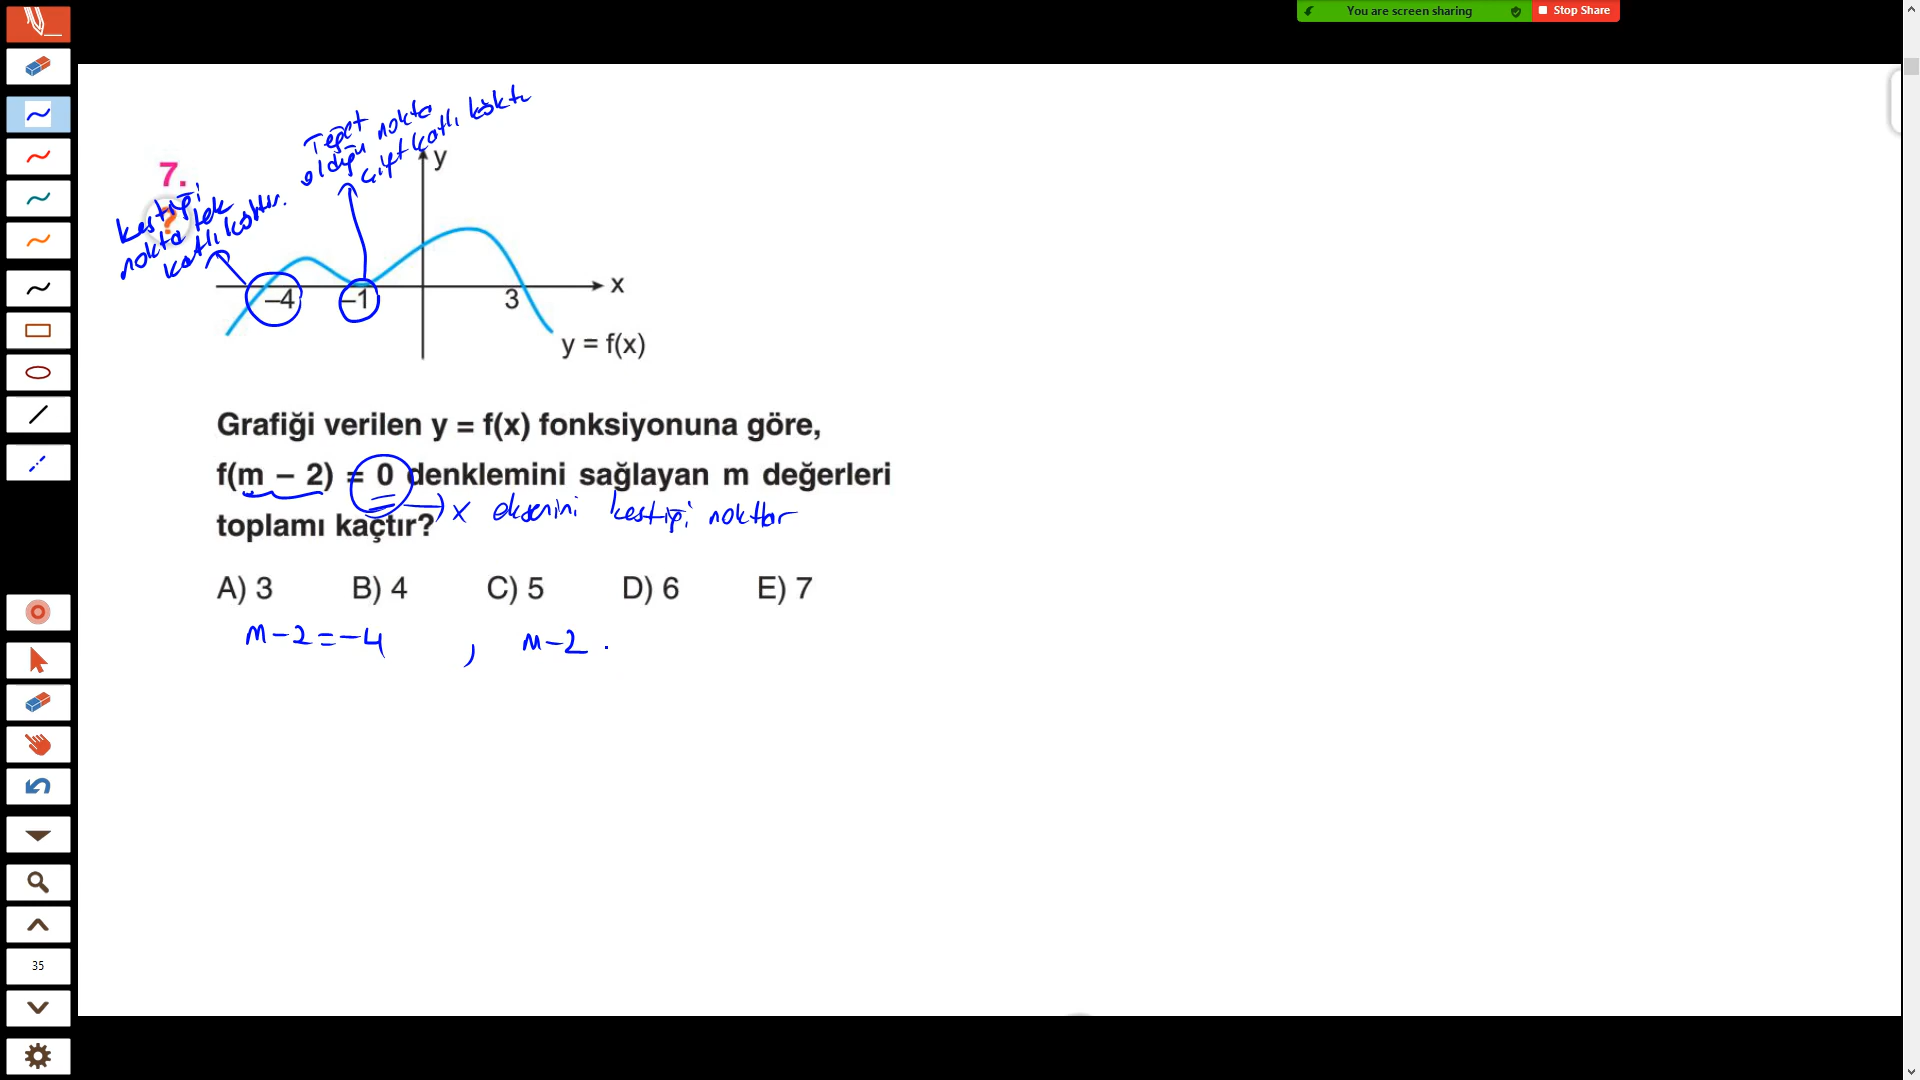 You are screen sharing
Stop Share
Teğet nokta
olduğu çift katlı köktü
7.
?
kestiği
nokta tek
katlı köktür.
y
x
–4
–1
3
y = f(x)
Grafiği verilen y = f(x) fonksiyonuna göre,
f(m – 2) = 0 denklemini sağlayan m değerleri
x eksenini kestiği noktlar
toplamı kaçtır?
A) 3 B) 4 C) 5 D) 6 E) 7
m-2=-4 , m-2
35